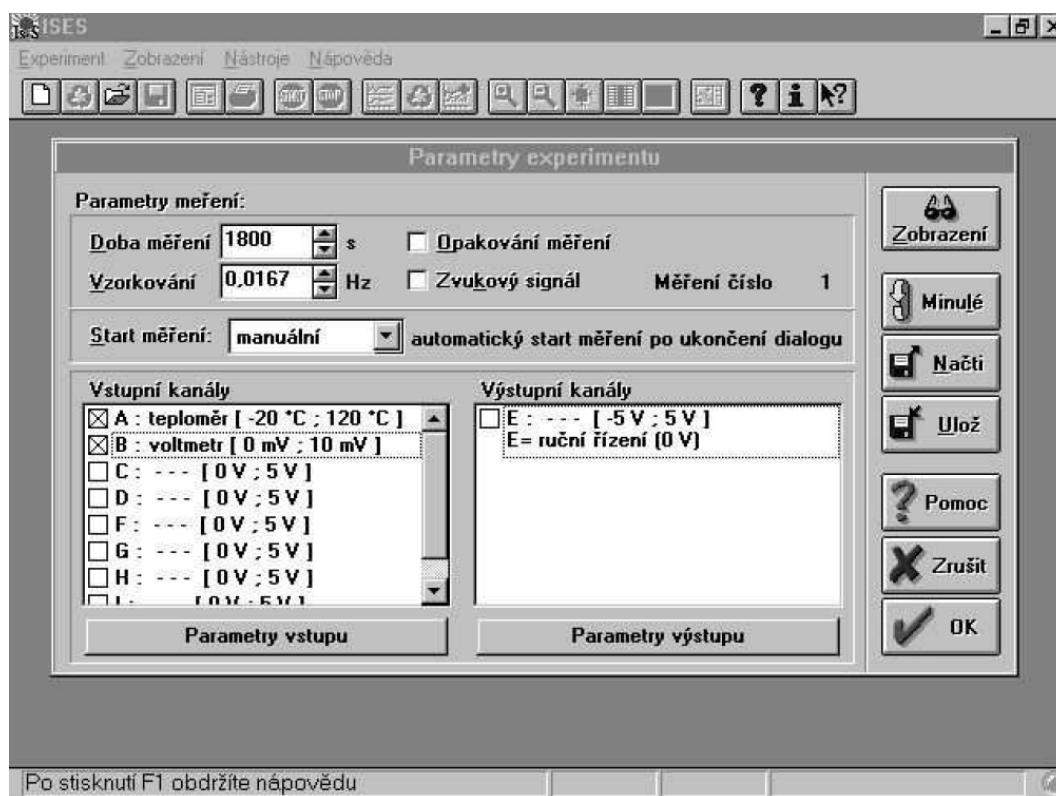 ISES
Experiment Zobrazení Nástroje Nápověda
START STOP
Parametry experimentu
Parametry meření:
Doba měření 1800 s Opakování měření
Vzorkování 0,0167 Hz Zvukový signál Měření číslo 1
Start měření: manuální automatický start měření po ukončení dialogu
Vstupní kanály
A : teploměr [ -20 °C ; 120 °C ]
B : voltmetr [ 0 mV ; 10 mV ]
C : --- [ 0 V ; 5 V ]
D : --- [ 0 V ; 5 V ]
F : --- [ 0 V ; 5 V ]
G : --- [ 0 V ; 5 V ]
H : --- [ 0 V ; 5 V ]
Parametry vstupu
Výstupní kanály
E : --- [ -5 V ; 5 V ]
E= ruční řízení (0 V)
Parametry výstupu
Zobrazení
Minulé
Načti
Ulož
Pomoc
Zrušit
OK
Po stisknutí F1 obdržíte nápovědu